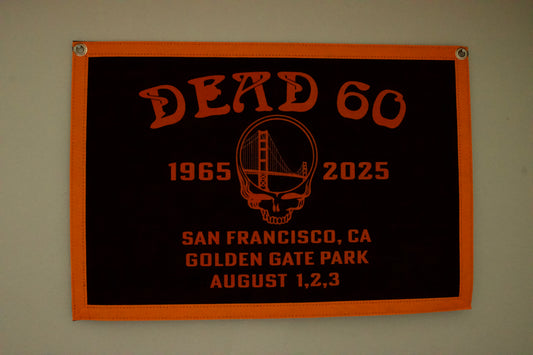 DEAD 60
1965 2025
SAN FRANCISCO, CA
GOLDEN GATE PARK
AUGUST 1,2,3